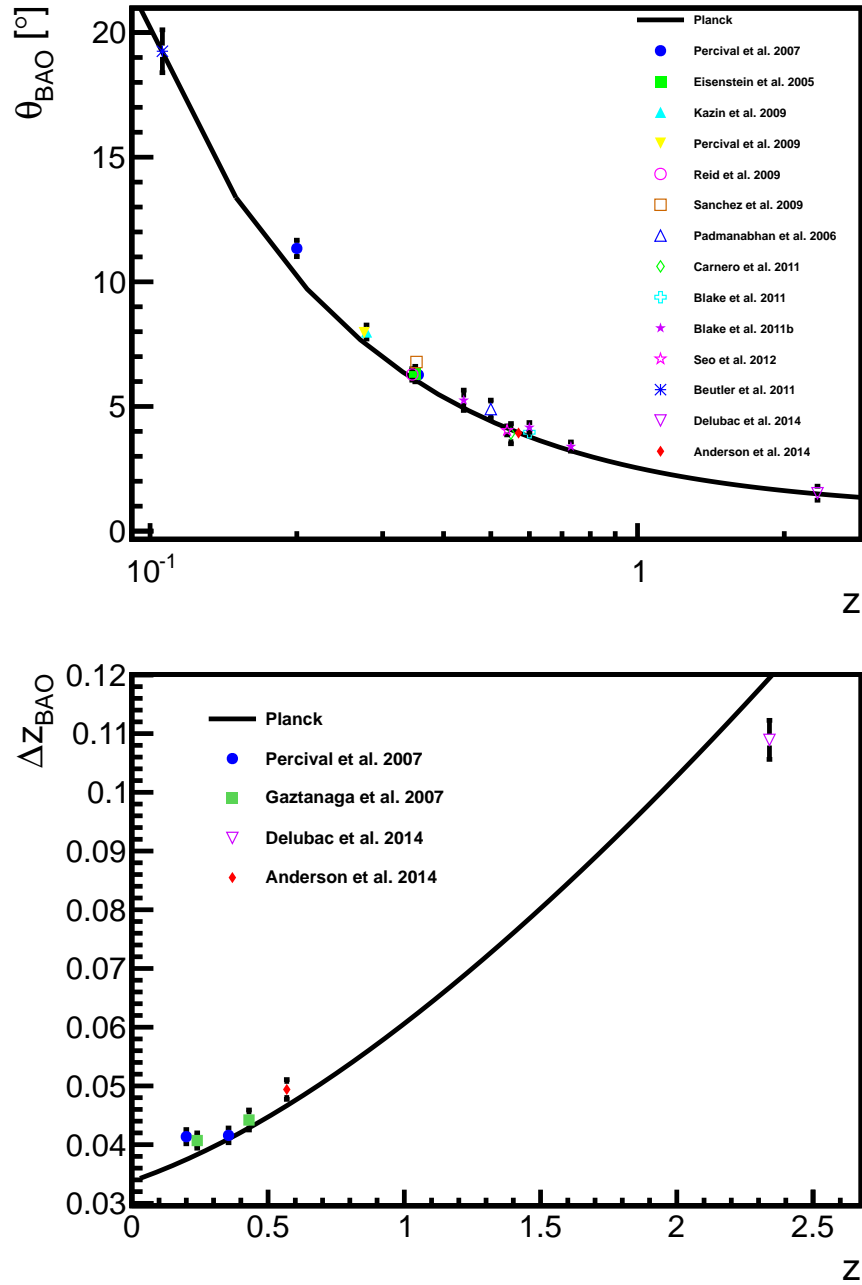 θBAO [°]
20
15
10
5
0
10-1
1
z
Planck
Percival et al. 2007
Eisenstein et al. 2005
Kazin et al. 2009
Percival et al. 2009
Reid et al. 2009
Sanchez et al. 2009
Padmanabhan et al. 2006
Carnero et al. 2011
Blake et al. 2011
Blake et al. 2011b
Seo et al. 2012
Beutler et al. 2011
Delubac et al. 2014
Anderson et al. 2014
ΔzBAO
0.12
0.11
0.1
0.09
0.08
0.07
0.06
0.05
0.04
0.03
0 0.5 1 1.5 2 2.5
z
Planck
Percival et al. 2007
Gaztanaga et al. 2007
Delubac et al. 2014
Anderson et al. 2014